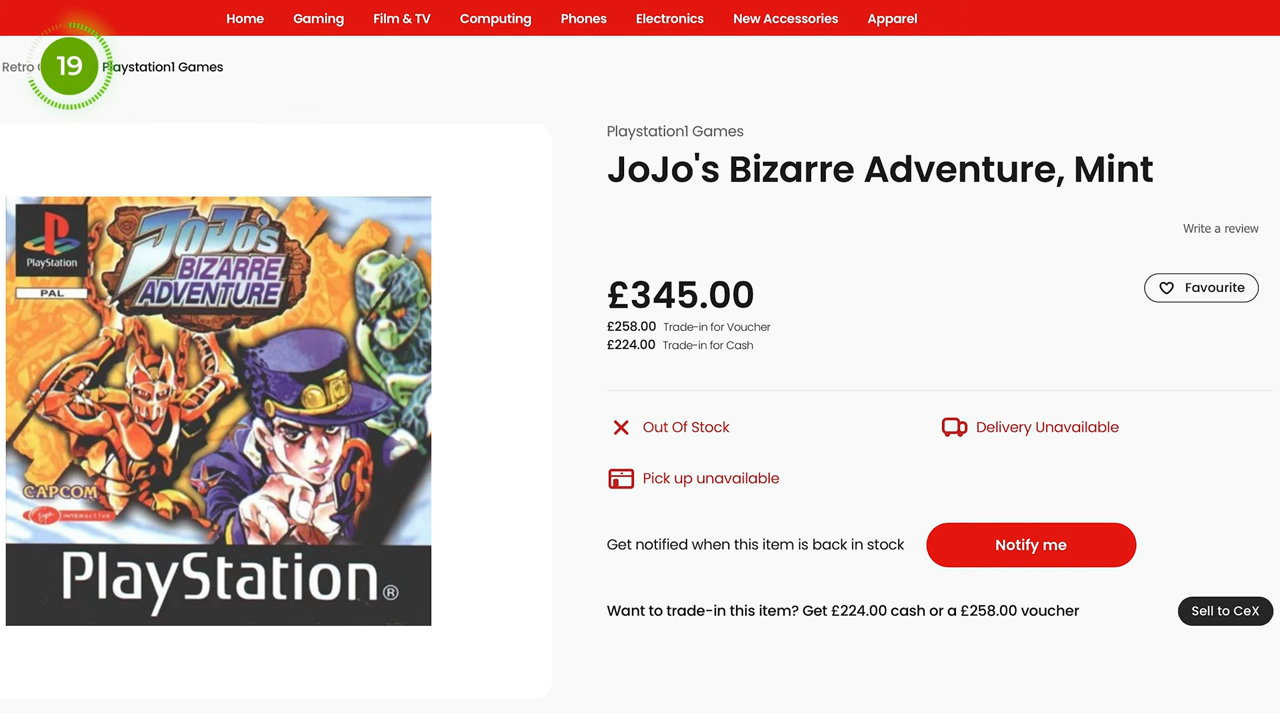 Home Gaming Film & TV Computing Phones Electronics New Accessories Apparel
Retro
19
Playstation1 Games
Playstation1 Games
JoJo's Bizarre Adventure, Mint
Write a review
£345.00
Favourite
£258.00 Trade-in for Voucher
£224.00 Trade-in for Cash
Out Of Stock
Delivery Unavailable
Pick up unavailable
Get notified when this item is back in stock
Notify me
Want to trade-in this item? Get £224.00 cash or a £258.00 voucher
Sell to CeX
PlayStation
PAL
JoJo's
BIZARRE
ADVENTURE
CAPCOM
Virgin INTERACTIVE
PlayStation®